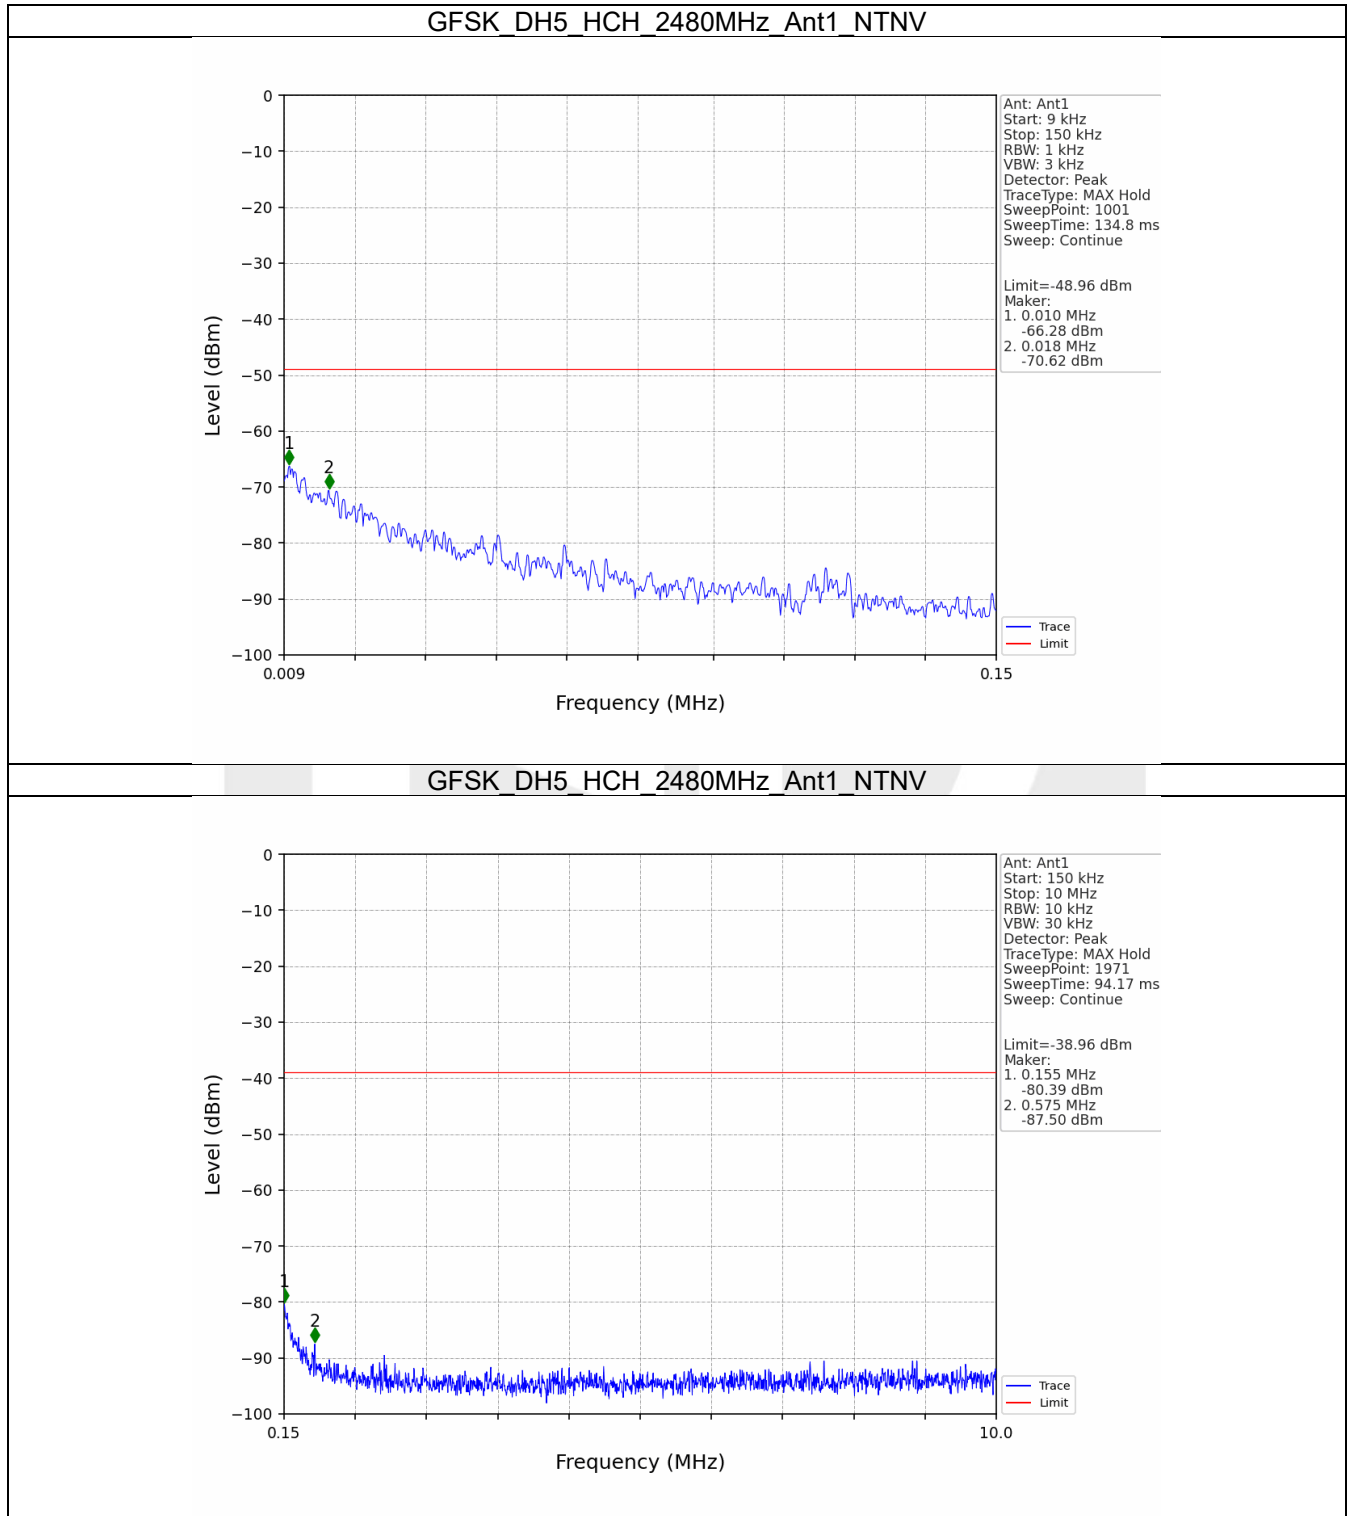 GFSK_DH5_HCH_2480MHz_Ant1_NTNV
0
−10
−20
−30
−40
−50
−60
−70
−80
−90
−100
Level (dBm)
1
2
0.009
0.15
Frequency (MHz)
Ant: Ant1
Start: 9 kHz
Stop: 150 kHz
RBW: 1 kHz
VBW: 3 kHz
Detector: Peak
TraceType: MAX Hold
SweepPoint: 1001
SweepTime: 134.8 ms
Sweep: Continue
Limit=-48.96 dBm
Maker:
1. 0.010 MHz
-66.28 dBm
2. 0.018 MHz
-70.62 dBm
Trace
Limit
GFSK_DH5_HCH_2480MHz_Ant1_NTNV
0
−10
−20
−30
−40
−50
−60
−70
−80
−90
−100
Level (dBm)
1
2
0.15
10.0
Frequency (MHz)
Ant: Ant1
Start: 150 kHz
Stop: 10 MHz
RBW: 10 kHz
VBW: 30 kHz
Detector: Peak
TraceType: MAX Hold
SweepPoint: 1971
SweepTime: 94.17 ms
Sweep: Continue
Limit=-38.96 dBm
Maker:
1. 0.155 MHz
-80.39 dBm
2. 0.575 MHz
-87.50 dBm
Trace
Limit